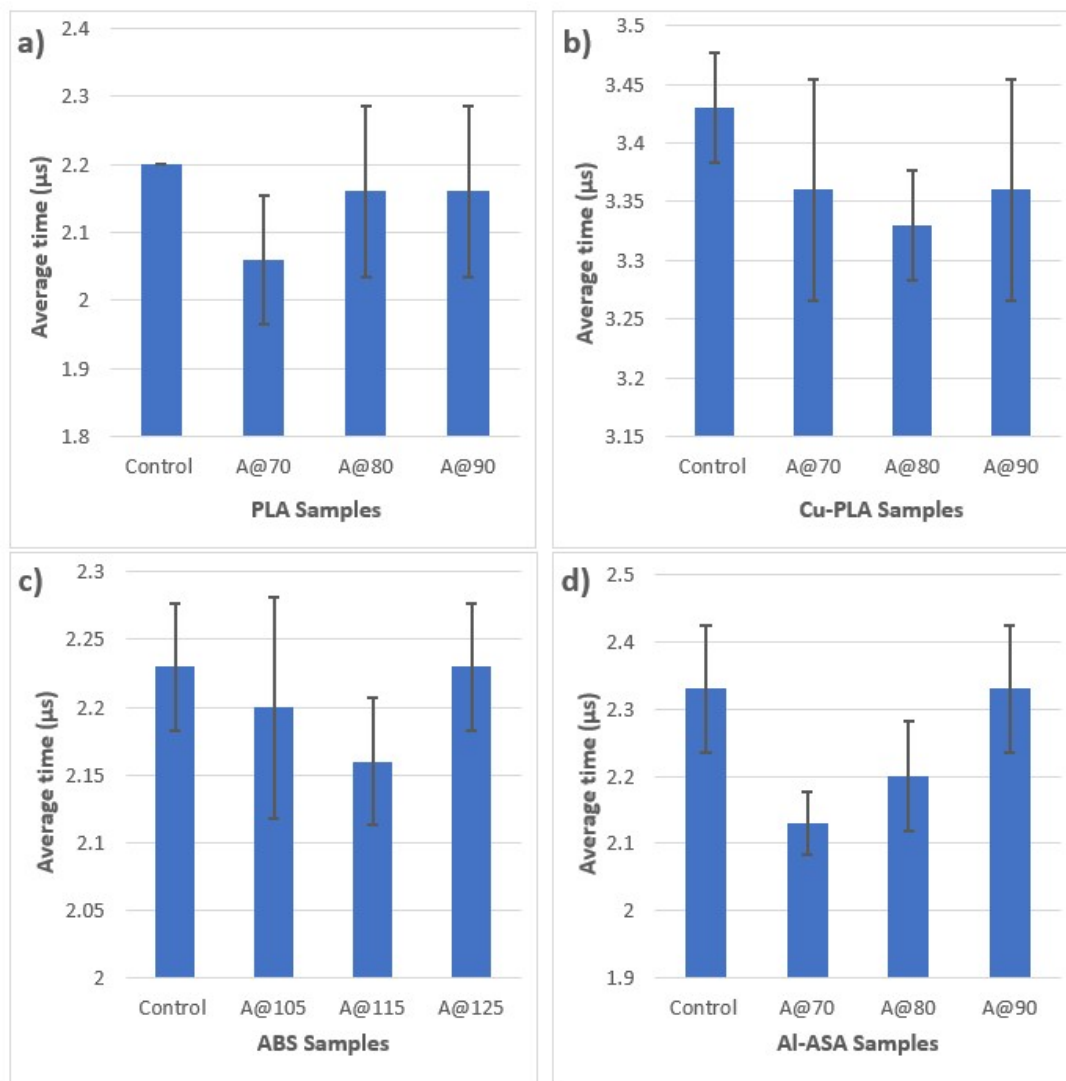 a)
2.4
2.3
2.2
2.1
2
1.9
1.8
Average time (µs)
Control A@70 A@80 A@90
PLA Samples
b)
3.5
3.45
3.4
3.35
3.3
3.25
3.2
3.15
Average time (µs)
Control A@70 A@80 A@90
Cu-PLA Samples
c)
2.3
2.25
2.2
2.15
2.1
2.05
2
Average time (µs)
Control A@105 A@115 A@125
ABS Samples
d)
2.5
2.4
2.3
2.2
2.1
2
1.9
Average time (µs)
Control A@70 A@80 A@90
Al-ASA Samples